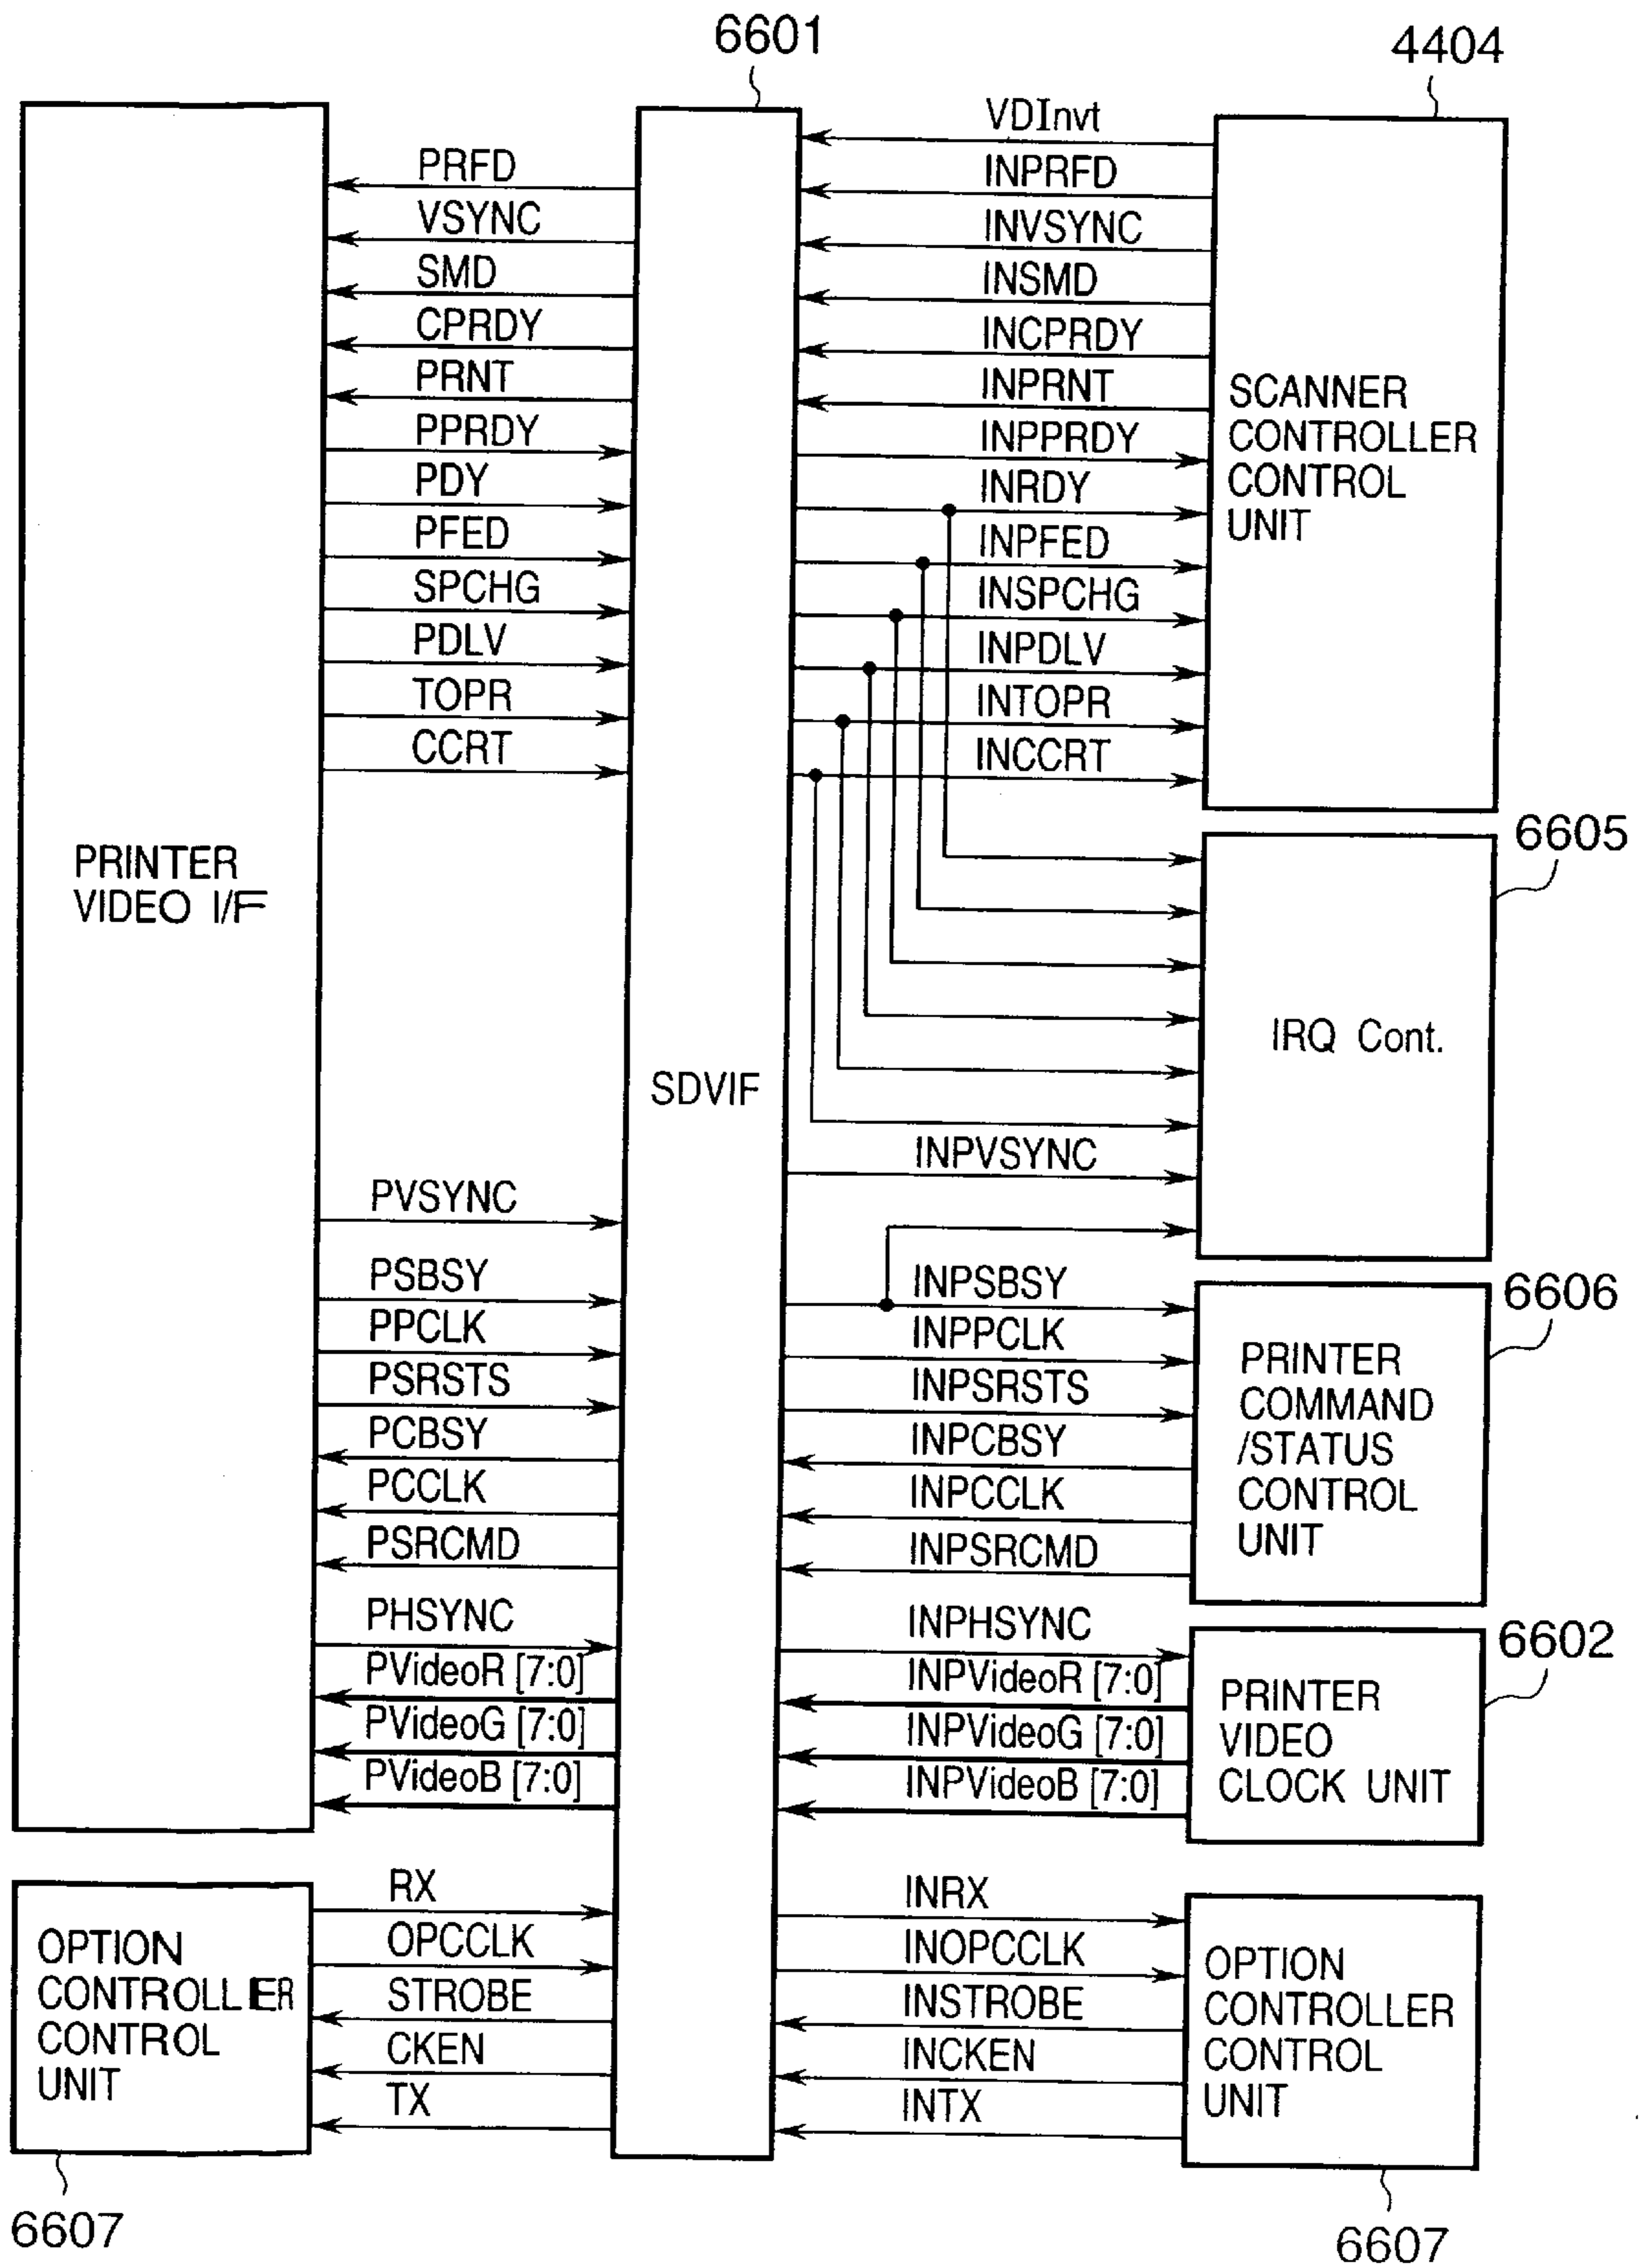 6601
4404
PRINTER
VIDEO I/F
PRFD
VSYNC
SMD
CPRDY
PRNT
PPRDY
PDY
PFED
SPCHG
PDLV
TOPR
CCRT
PVSYNC
PSBSY
PPCLK
PSRSTS
PCBSY
PCCLK
PSRCMD
PHSYNC
PVideoR [7:0]
PVideoG [7:0]
PVideoB [7:0]
SDVIF
VDInvt
INPRFD
INVSYNC
INSMD
INCPRDY
INPRNT
INPPRDY
INRDY
INPFED
INSPCHG
INPDLV
INTOPR
INCCRT
SCANNER
CONTROLLER
CONTROL
UNIT
6605
IRQ Cont.
INPVSYNC
INPSBSY
INPPCLK
INPSRSTS
INPCBSY
INPCCLK
INPSRCMD
6606
PRINTER
COMMAND
/STATUS
CONTROL
UNIT
INPHSYNC
INPVideoR [7:0]
INPVideoG [7:0]
INPVideoB [7:0]
6602
PRINTER
VIDEO
CLOCK UNIT
OPTION
CONTROLLER
CONTROL
UNIT
RX
OPCCLK
STROBE
CKEN
TX
INRX
INOPCCLK
INSTROBE
INCKEN
INTX
OPTION
CONTROLLER
CONTROL
UNIT
6607
6607